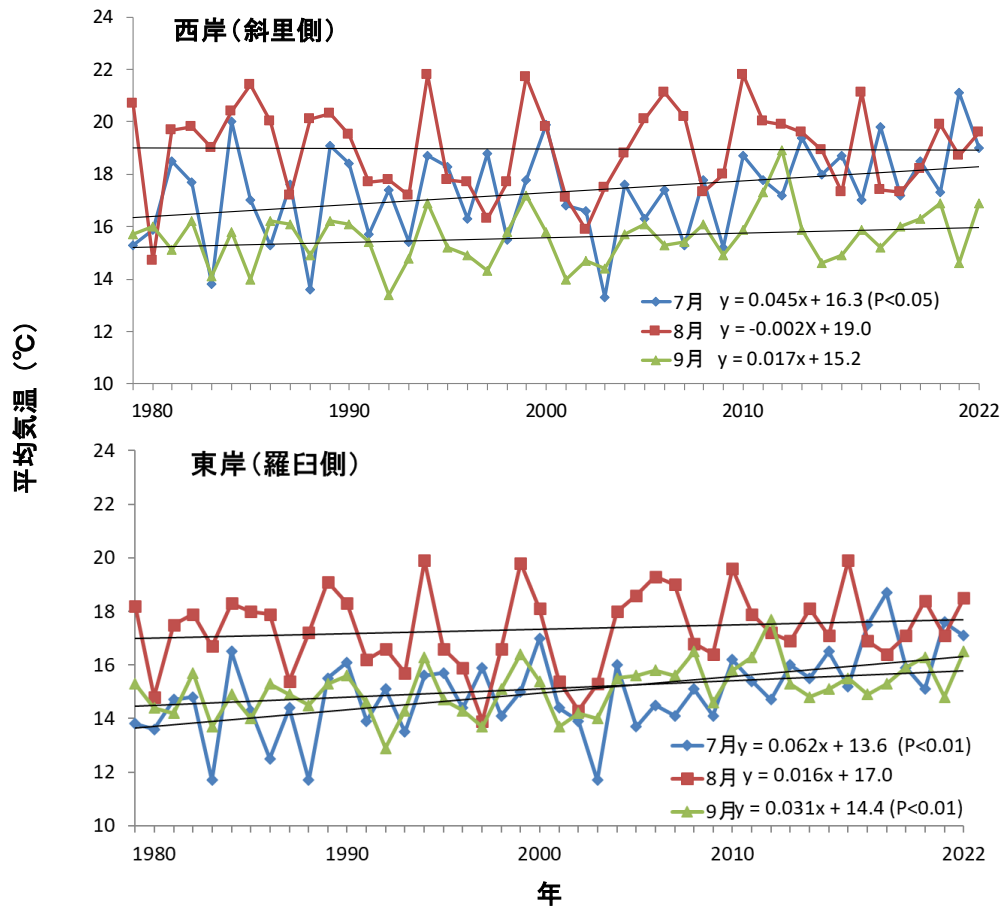 西岸（斜里側）
24
22
20
18
16
14
12
10
7月 y = 0.045x + 16.3 (P<0.05)
8月 y = -0.002X + 19.0
9月 y = 0.017x + 15.2
1980 1990 2000 2010 2022
平均気温（℃）
東岸（羅臼側）
24
22
20
18
16
14
12
10
7月 y = 0.062x + 13.6 (P<0.01)
8月 y = 0.016x + 17.0
9月 y = 0.031x + 14.4 (P<0.01)
1980 1990 2000 2010 2022
年